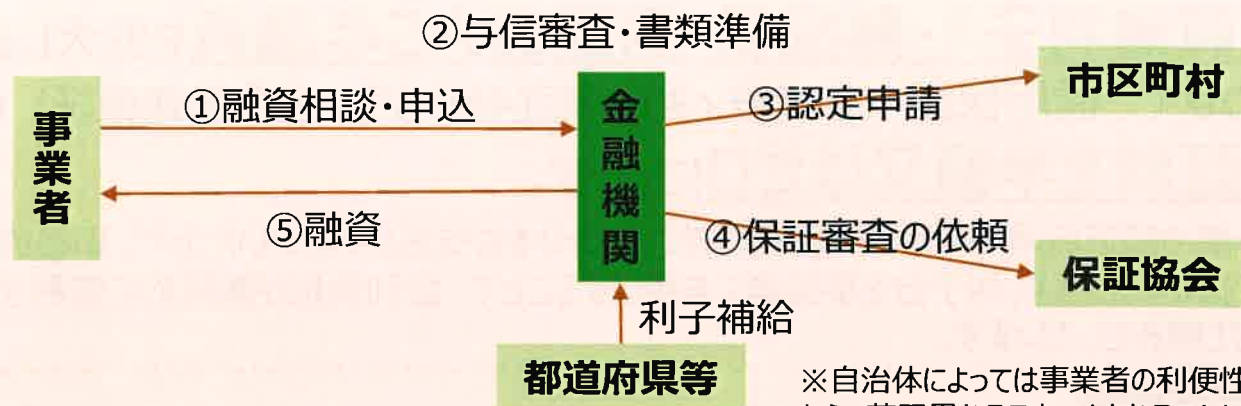 ②与信審査・書類準備
事業者
①融資相談・申込
金融機関
③認定申請
市区町村
⑤融資
④保証審査の依頼
保証協会
利子補給
都道府県等
※自治体によっては事業者の利便性